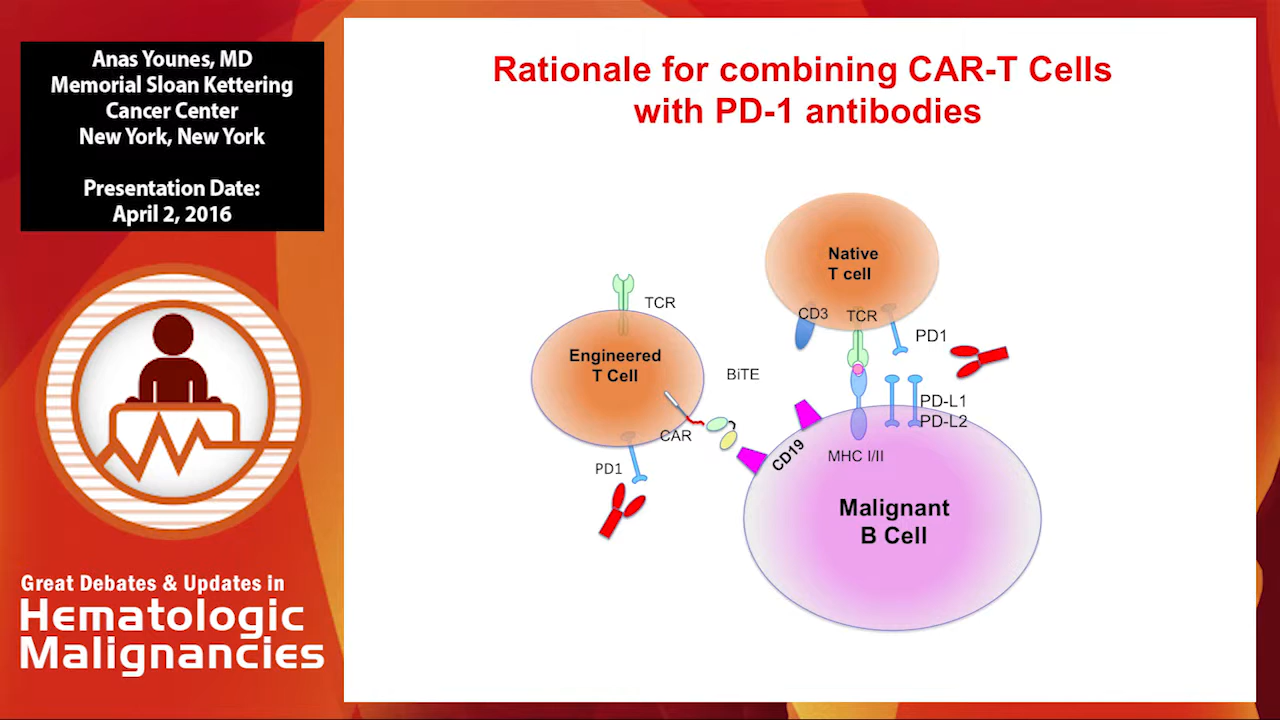 Anas Younes, MD
Memorial Sloan Kettering
Cancer Center
New York, New York
Presentation Date:
April 2, 2016
Great Debates & Updates in
Hematologic
Malignancies
Rationale for combining CAR-T Cells
with PD-1 antibodies
Native
T cell
CD3
TCR
PD1
TCR
Engineered
T Cell
BiTE
CAR
PD1
PD-L1
PD-L2
CD19
MHC I/II
Malignant
B Cell